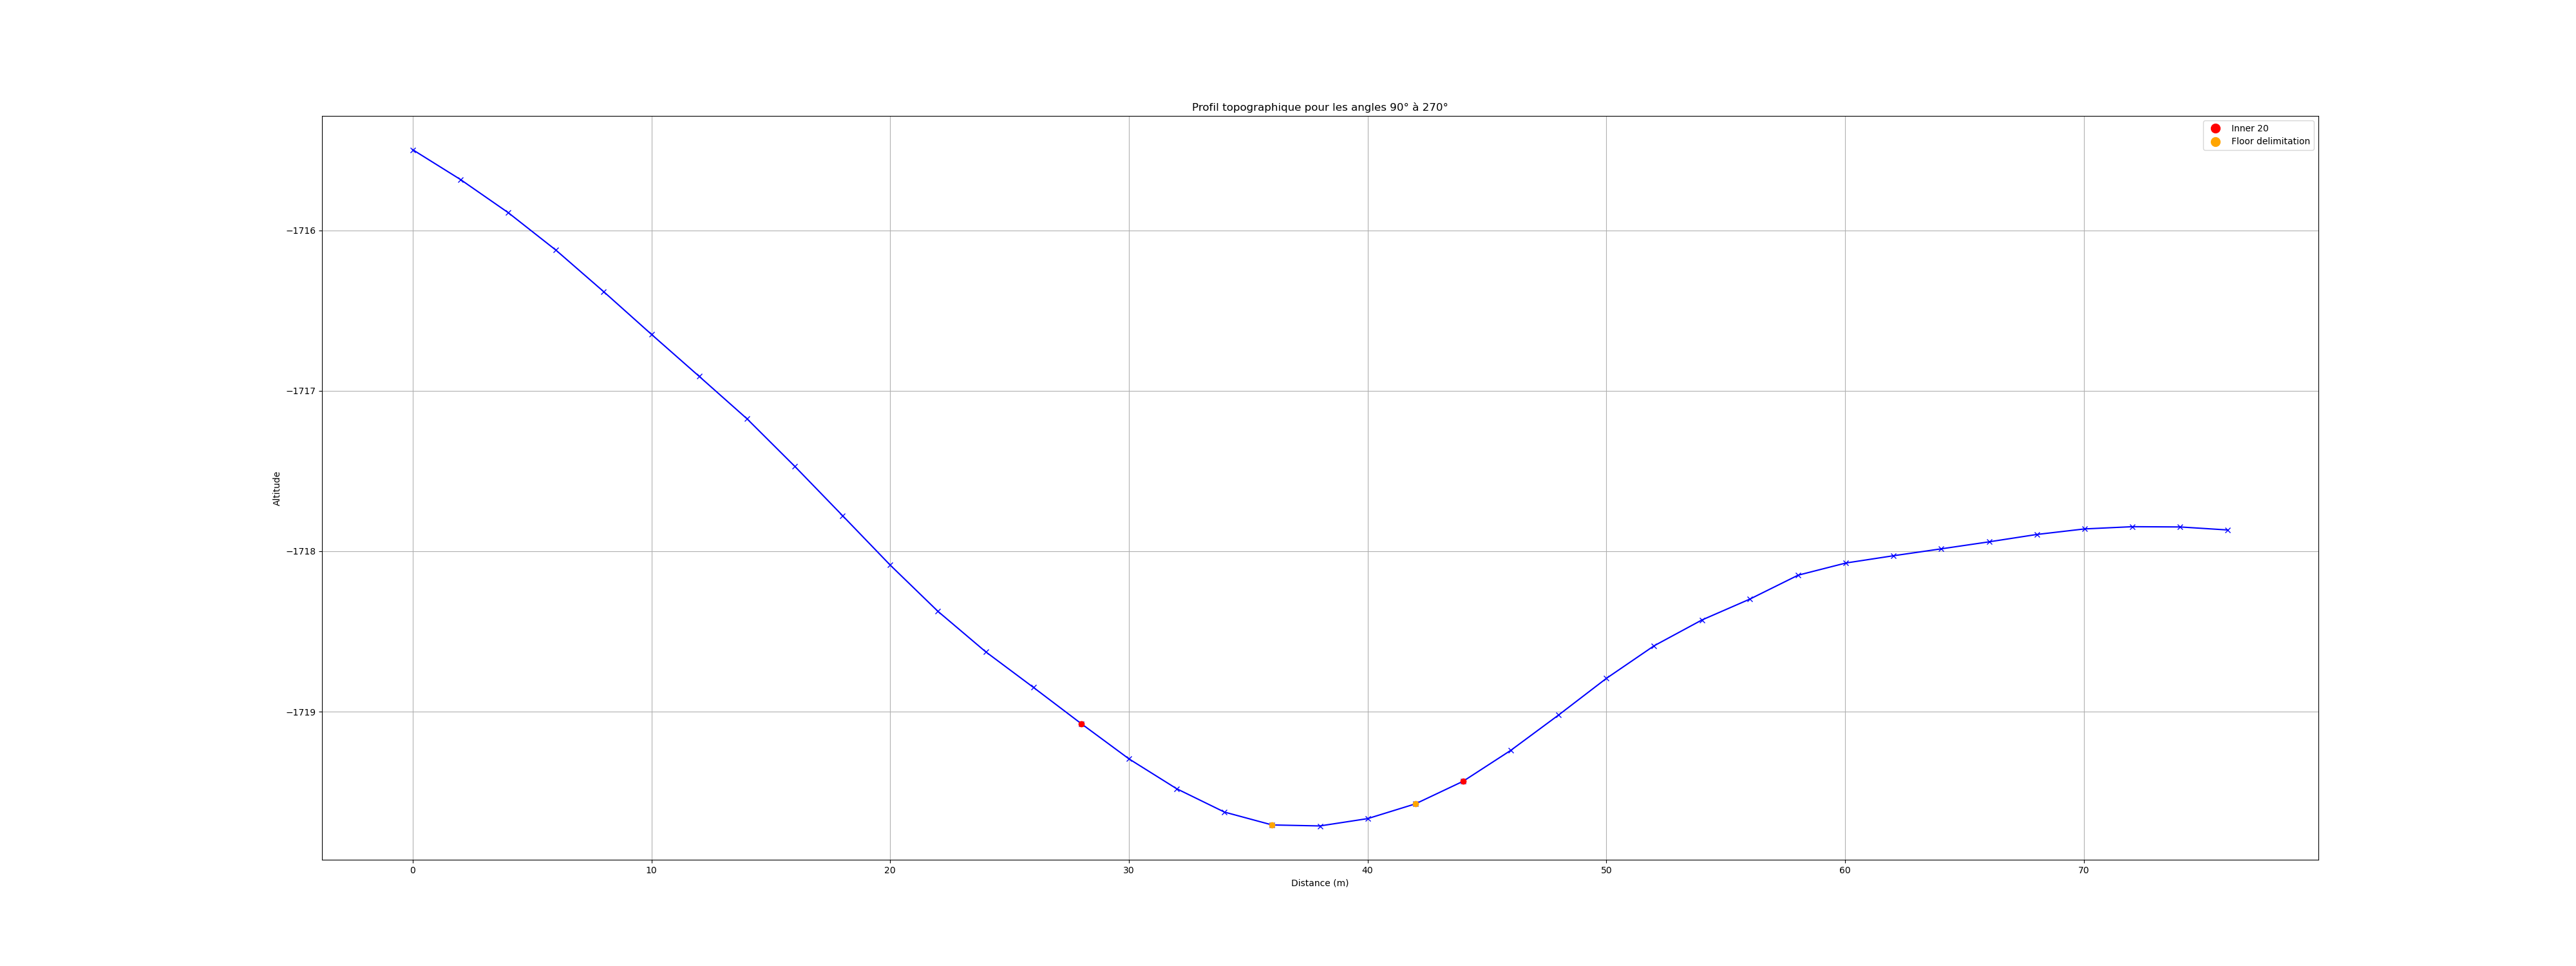 Profil topographique pour les angles 90° à 270°
Inner 20
Floor delimitation
Altitude
−1716
−1717
−1718
−1719
0 10 20 30 40 50 60 70
Distance (m)